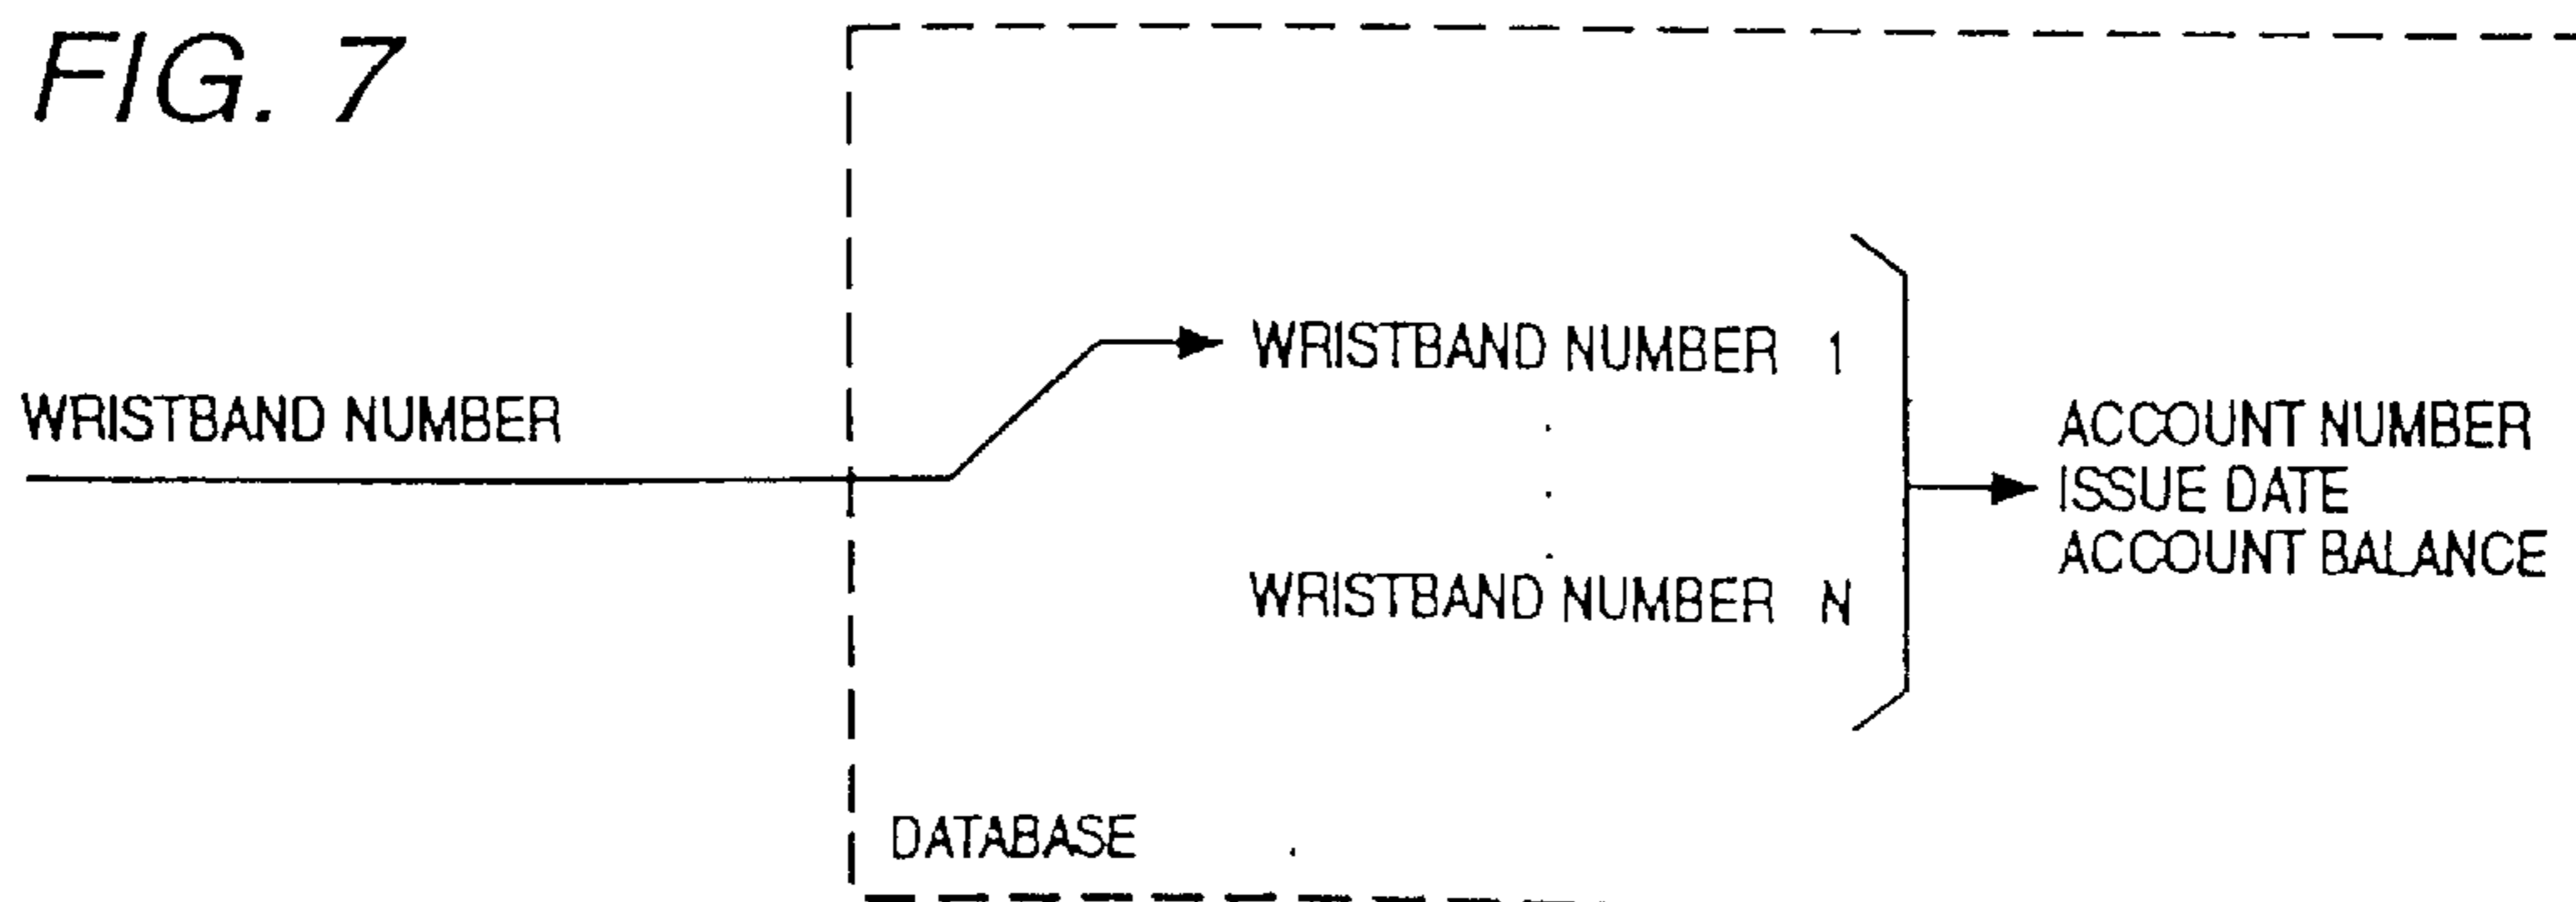 FIG. 7
WRISTBAND NUMBER
WRISTBAND NUMBER 1
WRISTBAND NUMBER N
ACCOUNT NUMBER
ISSUE DATE
ACCOUNT BALANCE
DATABASE